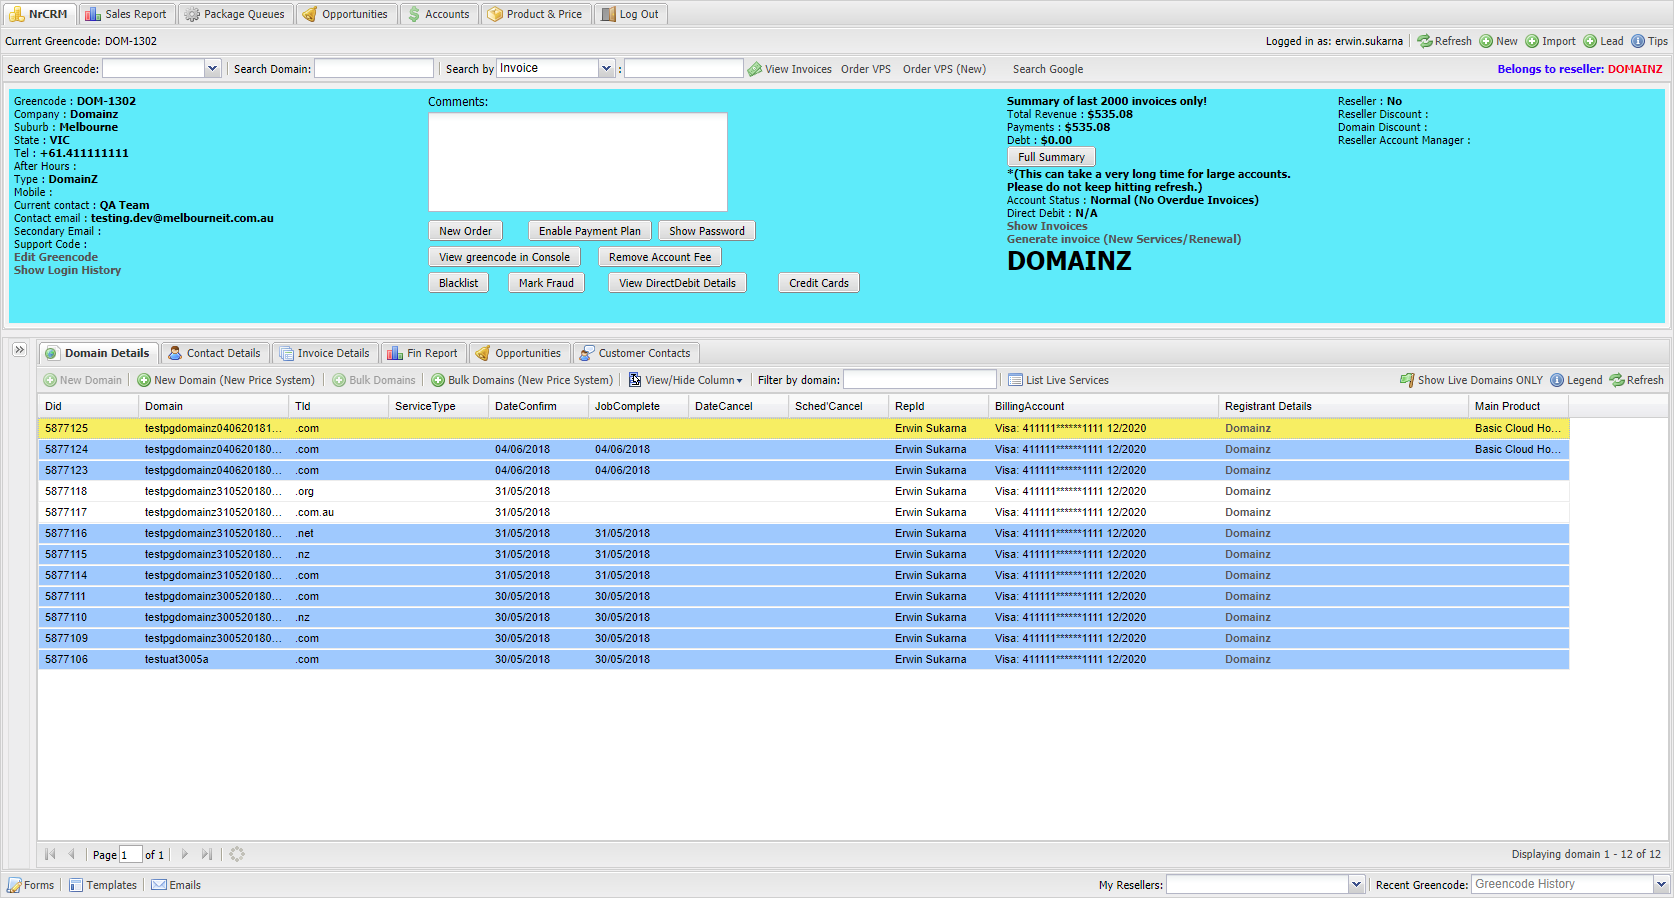 NrCRM Sales Report Package Queues Opportunities Accounts Product & Price Log Out
Current Greencode: DOM-1302 Logged in as: erwin.sukarna Refresh New Import Lead Tips
Search Greencode: Search Domain: Search by Invoice : View Invoices Order VPS Order VPS (New) Search Google Belongs to reseller: DOMAINZ
Greencode : DOM-1302
Company : Domainz
Suburb : Melbourne
State : VIC
Tel : +61.411111111
After Hours :
Type : DomainZ
Mobile :
Current contact : QA Team
Contact email : testing.dev@melbourneit.com.au
Secondary Email :
Support Code :
Edit Greencode
Show Login History
Comments:
New Order Enable Payment Plan Show Password
View greencode in Console Remove Account Fee
Blacklist Mark Fraud View DirectDebit Details Credit Cards
Summary of last 2000 invoices only!
Total Revenue : $535.08
Payments : $535.08
Debt : $0.00
Full Summary
*(This can take a very long time for large accounts.
Please do not keep hitting refresh.)
Account Status : Normal (No Overdue Invoices)
Direct Debit : N/A
Show Invoices
Generate invoice (New Services/Renewal)
DOMAINZ
Reseller : No
Reseller Discount :
Domain Discount :
Reseller Account Manager :
Domain Details Contact Details Invoice Details Fin Report Opportunities Customer Contacts
New Domain New Domain (New Price System) Bulk Domains Bulk Domains (New Price System) View/Hide Column Filter by domain: List Live Services Show Live Domains ONLY Legend Refresh
Did Domain Tld ServiceType DateConfirm JobComplete DateCancel Sched'Cancel RepId BillingAccount Registrant Details Main Product
5877125 testpgdomainz040620181... .com Erwin Sukarna Visa: 411111******1111 12/2020 Domainz Basic Cloud Ho...
5877124 testpgdomainz040620180... .com 04/06/2018 04/06/2018 Erwin Sukarna Visa: 411111******1111 12/2020 Domainz Basic Cloud Ho...
5877123 testpgdomainz040620180... .com 04/06/2018 04/06/2018 Erwin Sukarna Visa: 411111******1111 12/2020 Domainz
5877118 testpgdomainz310520180... .org 31/05/2018 Erwin Sukarna Visa: 411111******1111 12/2020 Domainz
5877117 testpgdomainz310520180... .com.au 31/05/2018 Erwin Sukarna Visa: 411111******1111 12/2020 Domainz
5877116 testpgdomainz310520180... .net 31/05/2018 31/05/2018 Erwin Sukarna Visa: 411111******1111 12/2020 Domainz
5877115 testpgdomainz310520180... .nz 31/05/2018 31/05/2018 Erwin Sukarna Visa: 411111******1111 12/2020 Domainz
5877114 testpgdomainz310520180... .com 31/05/2018 31/05/2018 Erwin Sukarna Visa: 411111******1111 12/2020 Domainz
5877111 testpgdomainz300520180... .com 30/05/2018 30/05/2018 Erwin Sukarna Visa: 411111******1111 12/2020 Domainz
5877110 testpgdomainz300520180... .nz 30/05/2018 30/05/2018 Erwin Sukarna Visa: 411111******1111 12/2020 Domainz
5877109 testpgdomainz300520180... .com 30/05/2018 30/05/2018 Erwin Sukarna Visa: 411111******1111 12/2020 Domainz
5877106 testuat3005a .com 30/05/2018 30/05/2018 Erwin Sukarna Visa: 411111******1111 12/2020 Domainz
Page 1 of 1 Displaying domain 1 - 12 of 12
Forms Templates Emails My Resellers: Recent Greencode: Greencode History